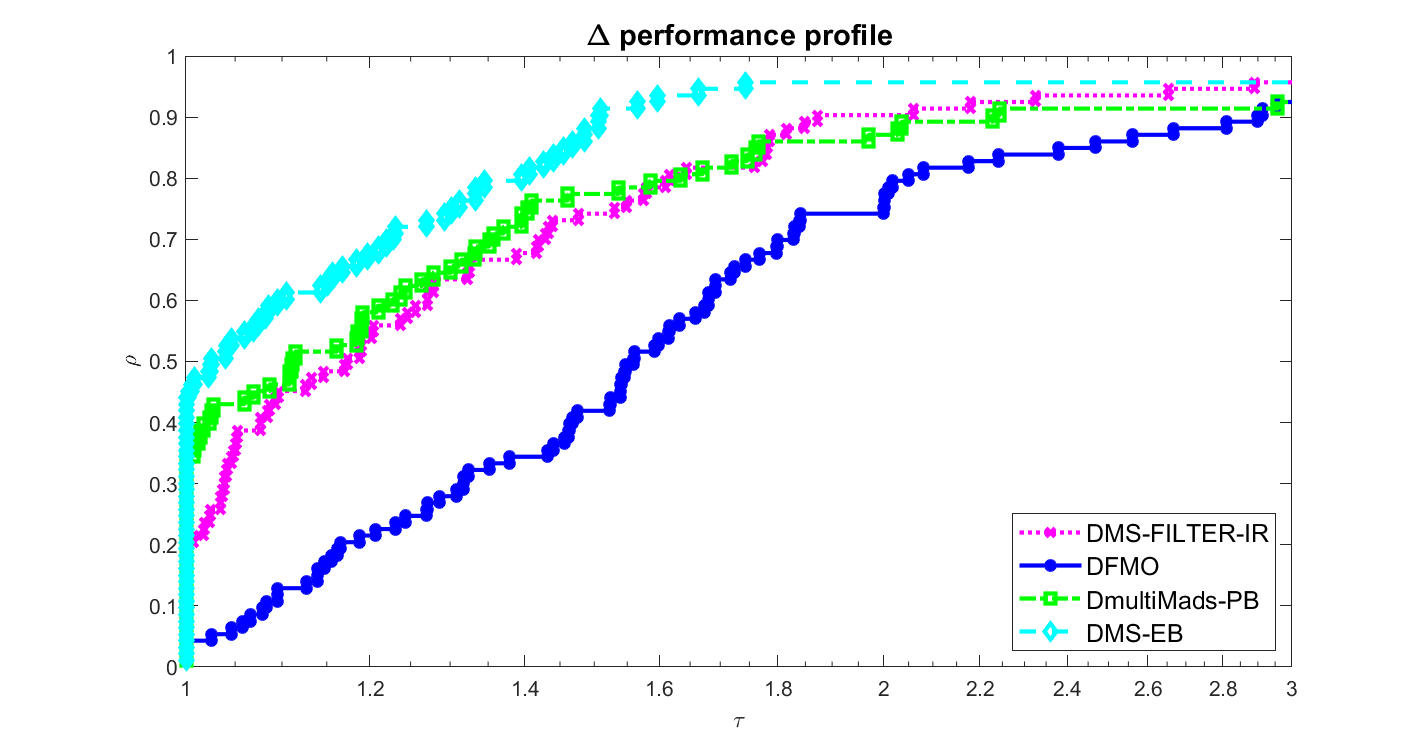 Δ performance profile
1
0.9
0.8
0.7
0.6
0.5
0.4
0.3
0.2
0.1
0
ρ
DMS-FILTER-IR
DFMO
DmultiMads-PB
DMS-EB
1 1.2 1.4 1.6 1.8 2 2.2 2.4 2.6 2.8 3
τ